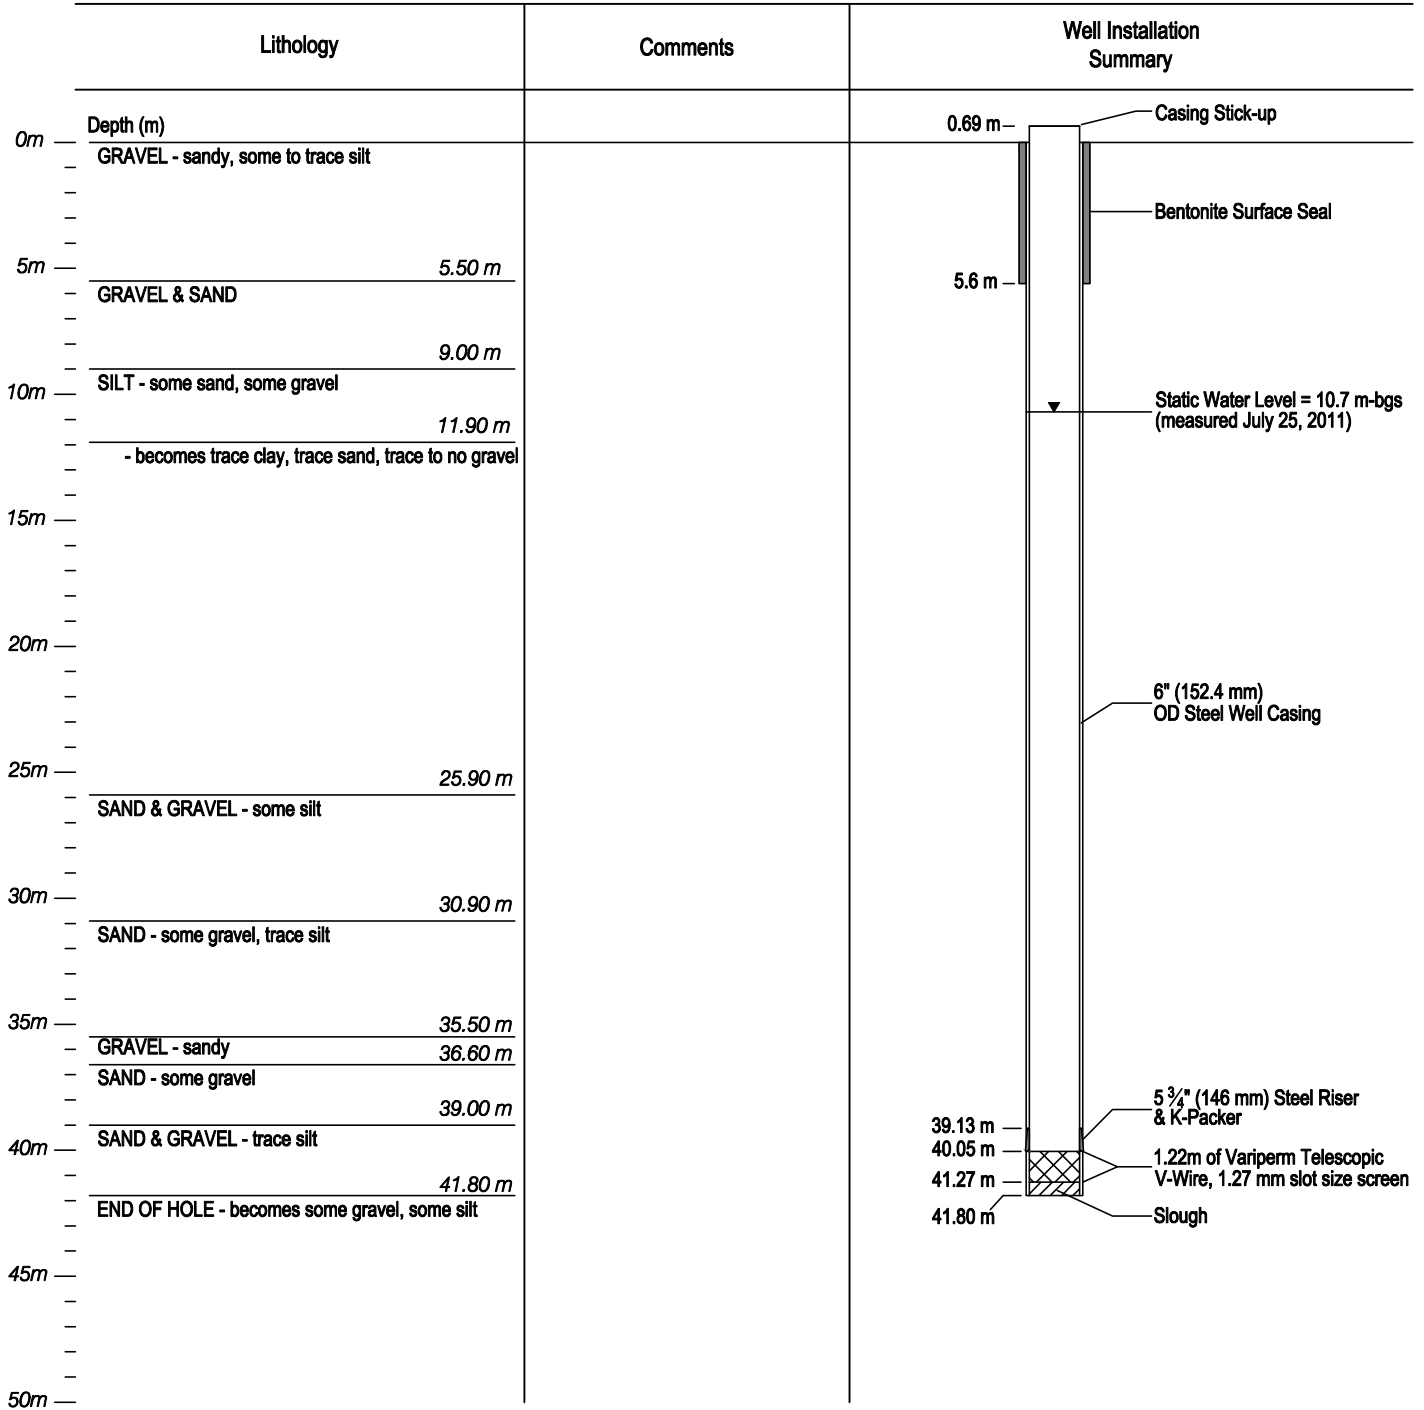 Lithology
Comments
Well Installation
Summary
Depth (m)
0m
GRAVEL - sandy, some to trace silt
5m
5.50 m
GRAVEL & SAND
9.00 m
SILT - some sand, some gravel
10m
11.90 m
- becomes trace clay, trace sand, trace to no gravel
15m
20m
25m
25.90 m
SAND & GRAVEL - some silt
30m
30.90 m
SAND - some gravel, trace silt
35m
35.50 m
GRAVEL - sandy
36.60 m
SAND - some gravel
39.00 m
SAND & GRAVEL - trace silt
40m
41.80 m
END OF HOLE - becomes some gravel, some silt
45m
50m
0.69 m
Casing Stick-up
Bentonite Surface Seal
5.6 m
Static Water Level = 10.7 m-bgs
(measured July 25, 2011)
6" (152.4 mm)
OD Steel Well Casing
5 ¾" (146 mm) Steel Riser
& K-Packer
39.13 m
40.05 m
1.22m of Variperm Telescopic
V-Wire, 1.27 mm slot size screen
41.27 m
41.80 m
Slough